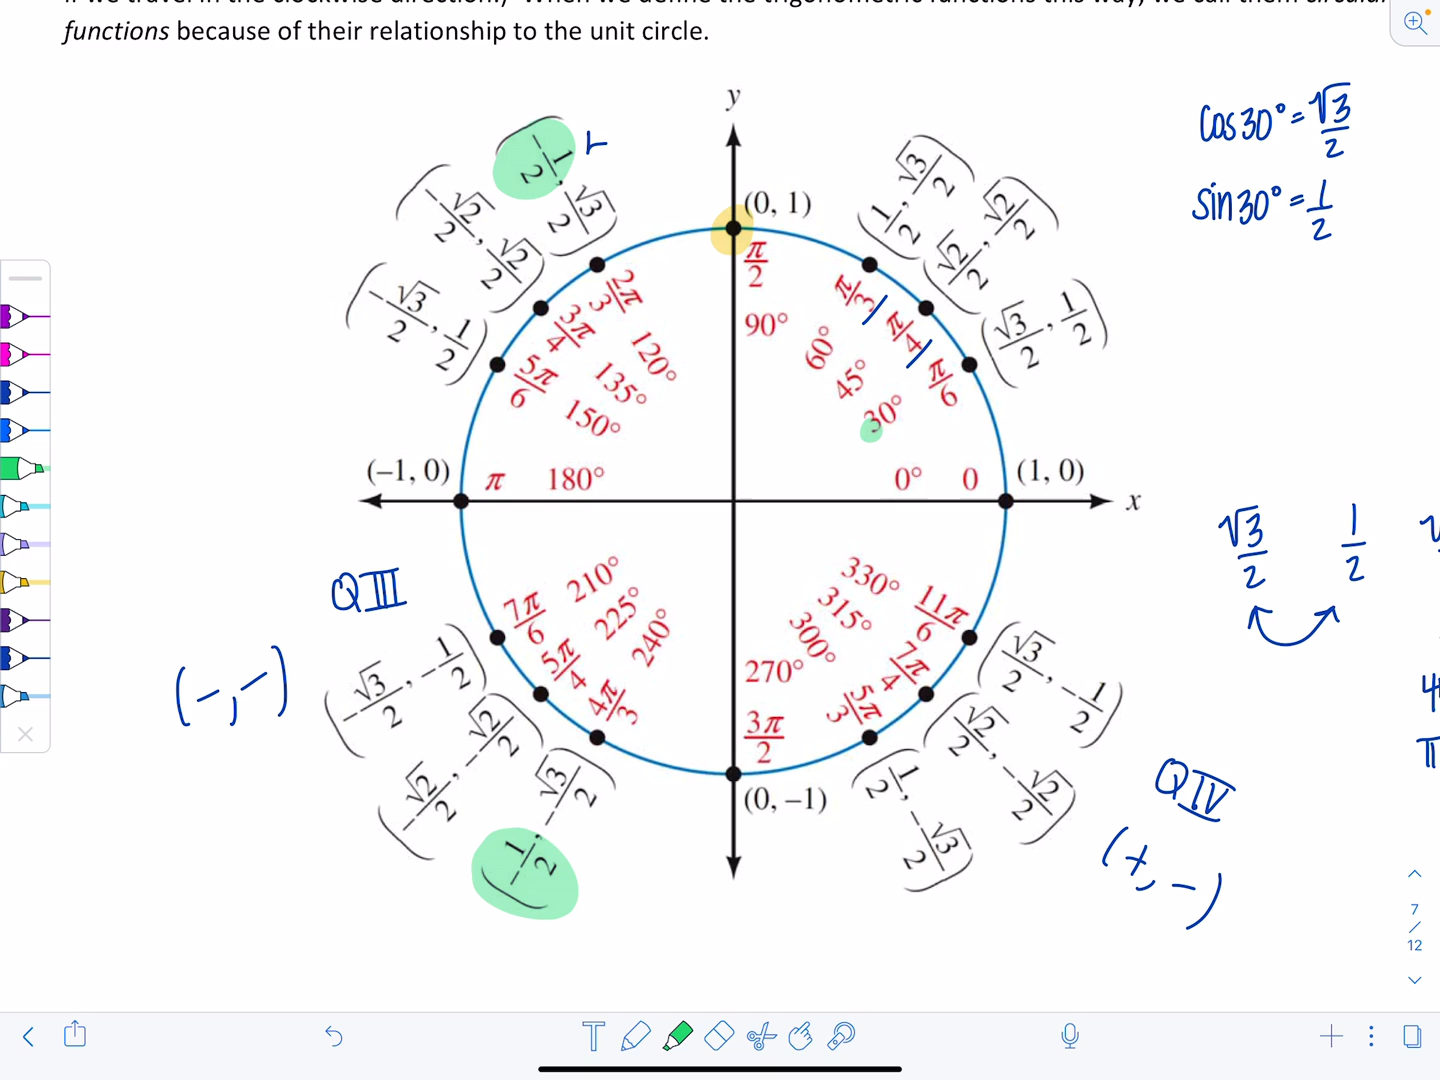 functions because of their relationship to the unit circle.
y
cos30°=√3/2
sin30°=1/2
(-1/2, √3/2)
(-√2/2, √2/2)
(-√3/2, 1/2)
(0, 1)
(1/2, √3/2)
(√2/2, √2/2)
(√3/2, 1/2)
2π/3 120°
3π/4 135°
5π/6 150°
π/2
90°
π/3 60°
π/4 45°
π/6 30°
(–1, 0) π 180°
0° 0 (1, 0)
x
√3/2 1/2
QIII
(-,-)
7π/6 210°
5π/4 225°
4π/3 240°
330° 11π/6
315° 7π/4
300° 5π/3
270°
3π/2
(0, –1)
(-√3/2, -1/2)
(-√2/2, -√2/2)
(-1/2, -√3/2)
(√3/2, -1/2)
(√2/2, -√2/2)
(1/2, -√3/2)
QIV
(+,-)
7
/
12
T